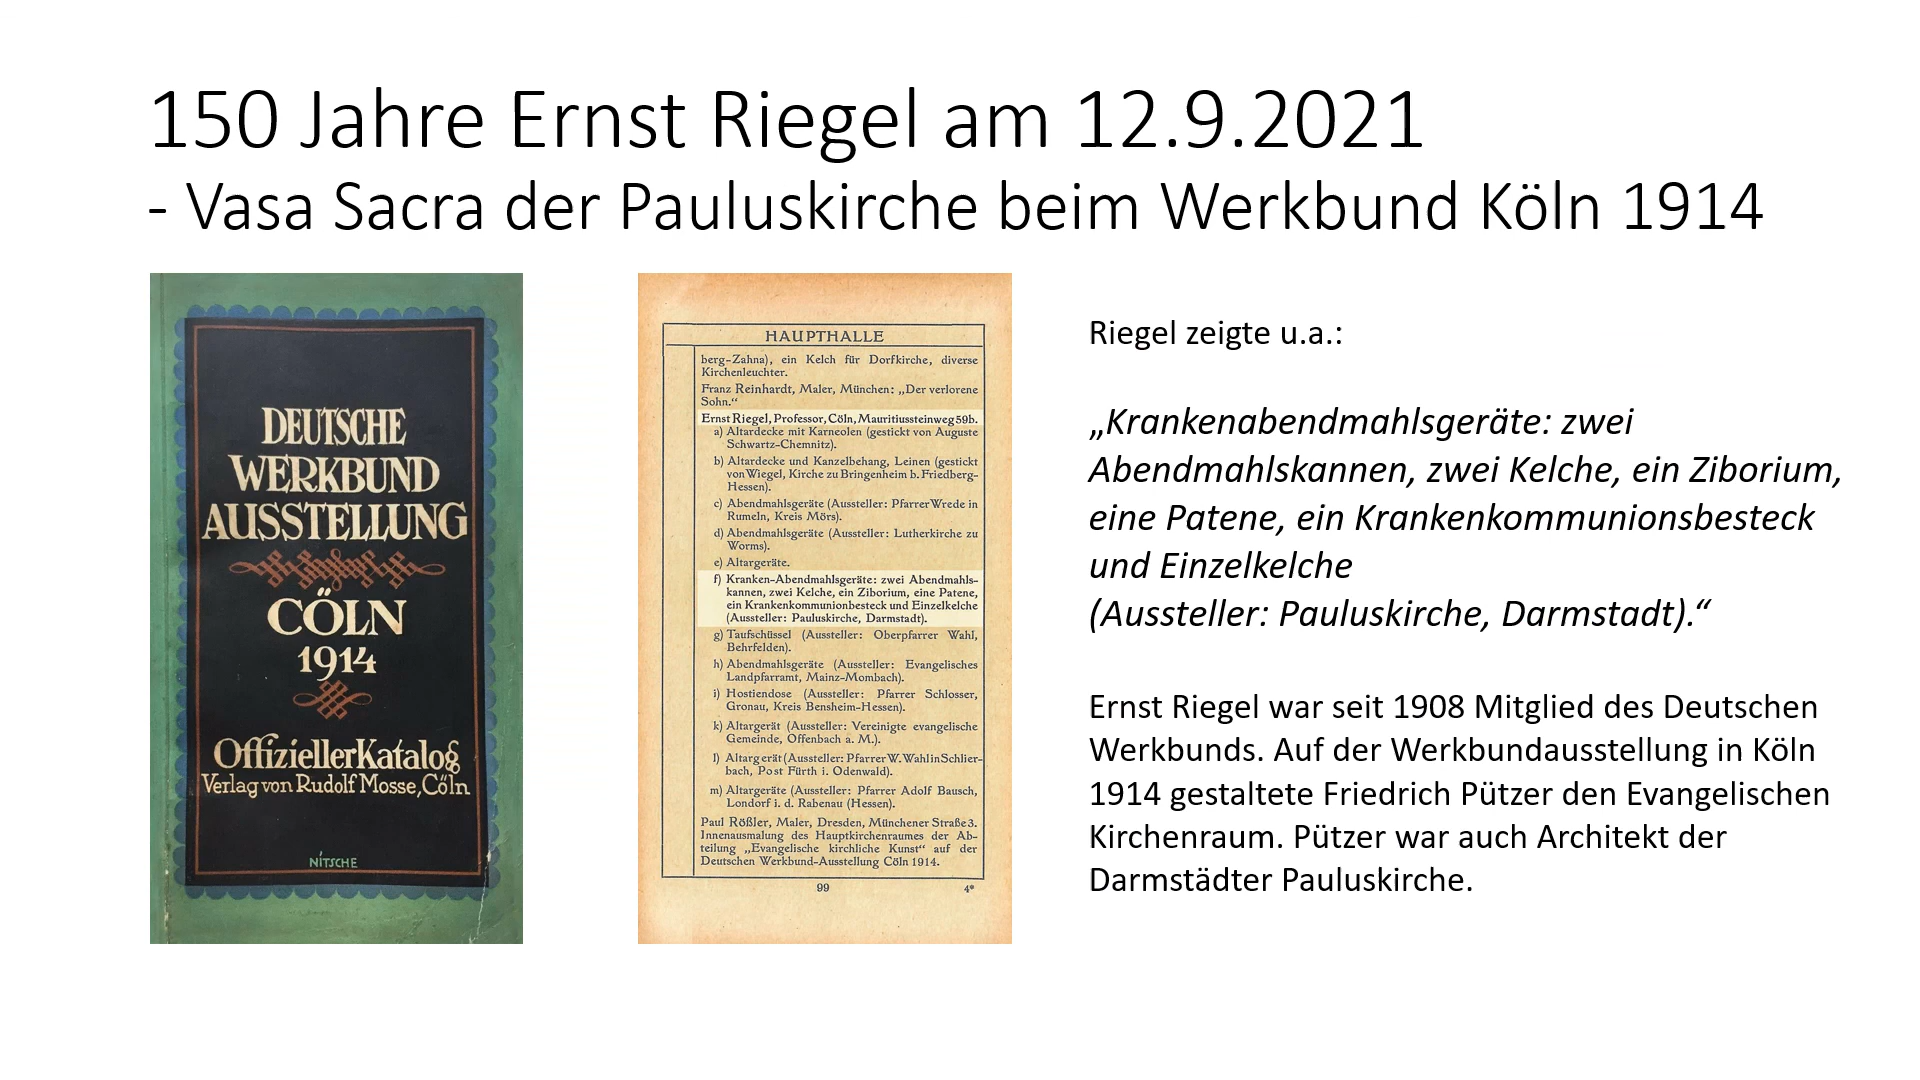 150 Jahre Ernst Riegel am 12.9.2021
- Vasa Sacra der Pauluskirche beim Werkbund Köln 1914
DEUTSCHE
WERKBUND
AUSSTELLUNG
CÖLN
1914
Offizieller Katalog
Verlag von Rudolf Mosse, Cöln
NITSCHE
HAUPTHALLE
berg-Zahna), ein Kelch für Dorfkirche, diverse
Kirchenleuchter.
Franz Reinhardt, Maler, München: „Der verlorene
Sohn.“
Ernst Riegel, Professor, Cöln, Mauritiussteinweg 59b.
a) Altardecke mit Karneolen (gestickt von Auguste
Schwartz-Chemnitz).
b) Altardecke und Kanzelbehang, Leinen (gestickt
von Wiegel, Kirche zu Bringenheim b. Friedberg-
Hessen).
c) Abendmahlsgeräte (Aussteller: Pfarrer Wrede in
Rumeln, Kreis Mörs).
d) Abendmahlsgeräte (Aussteller: Lutherkirche zu
Worms).
e) Altargeräte.
f) Kranken-Abendmahlsgeräte: zwei Abendmahls-
kannen, zwei Kelche, ein Ziborium, eine Patene,
ein Krankenkommunionbesteck und Einzelkelche
(Aussteller: Pauluskirche, Darmstadt).
g) Taufschüssel (Aussteller: Oberpfarrer Wahl,
Behrfelden).
h) Abendmahlsgeräte (Aussteller: Evangelisches
Landpfarramt, Mainz-Mombach).
i) Hostiendose (Aussteller: Pfarrer Schlosser,
Gronau, Kreis Bensheim-Hessen).
k) Altargerät (Aussteller: Vereinigte evangelische
Gemeinde, Offenbach a. M.).
l) Altargerät (Aussteller: Pfarrer W. Wahl in Schlier-
bach, Post Fürth i. Odenwald).
m) Altargeräte (Aussteller: Pfarrer Adolf Bausch,
Londorf i. d. Rabenau (Hessen).
Paul Rößler, Maler, Dresden, Münchener Straße 3.
Innenausmalung des Hauptkirchenraumes der Ab-
teilung „Evangelische kirchliche Kunst“ auf der
Deutschen Werkbund-Ausstellung Cöln 1914.
99 4*
Riegel zeigte u.a.:
„Krankenabendmahlsgeräte: zwei
Abendmahlskannen, zwei Kelche, ein Ziborium,
eine Patene, ein Krankenkommunionsbesteck
und Einzelkelche
(Aussteller: Pauluskirche, Darmstadt).“
Ernst Riegel war seit 1908 Mitglied des Deutschen
Werkbunds. Auf der Werkbundausstellung in Köln
1914 gestaltete Friedrich Pützer den Evangelischen
Kirchenraum. Pützer war auch Architekt der
Darmstädter Pauluskirche.